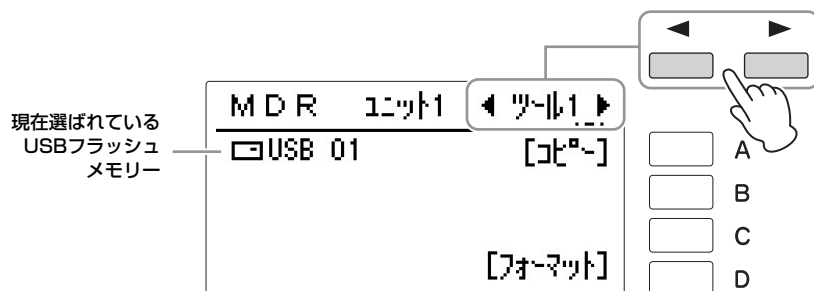 現在選ばれている
USBフラッシュ
メモリー
MDR ユニット1 ◀ ツール1 ▶
USB 01 [コピー]
[フォーマット]
◀ ▶
A
B
C
D